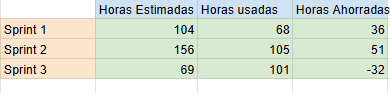 Horas Estimadas Horas usadas Horas Ahorradas
Sprint 1 104 68 36
Sprint 2 156 105 51
Sprint 3 69 101 -32